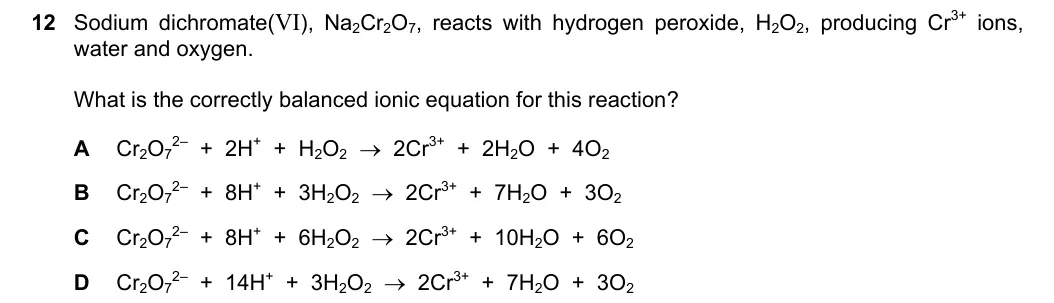 12 Sodium dichromate(VI), Na₂Cr₂O₇, reacts with hydrogen peroxide, H₂O₂, producing Cr³⁺ ions,
water and oxygen.
What is the correctly balanced ionic equation for this reaction?
A Cr₂O₇²⁻ + 2H⁺ + H₂O₂ → 2Cr³⁺ + 2H₂O + 4O₂
B Cr₂O₇²⁻ + 8H⁺ + 3H₂O₂ → 2Cr³⁺ + 7H₂O + 3O₂
C Cr₂O₇²⁻ + 8H⁺ + 6H₂O₂ → 2Cr³⁺ + 10H₂O + 6O₂
D Cr₂O₇²⁻ + 14H⁺ + 3H₂O₂ → 2Cr³⁺ + 7H₂O + 3O₂